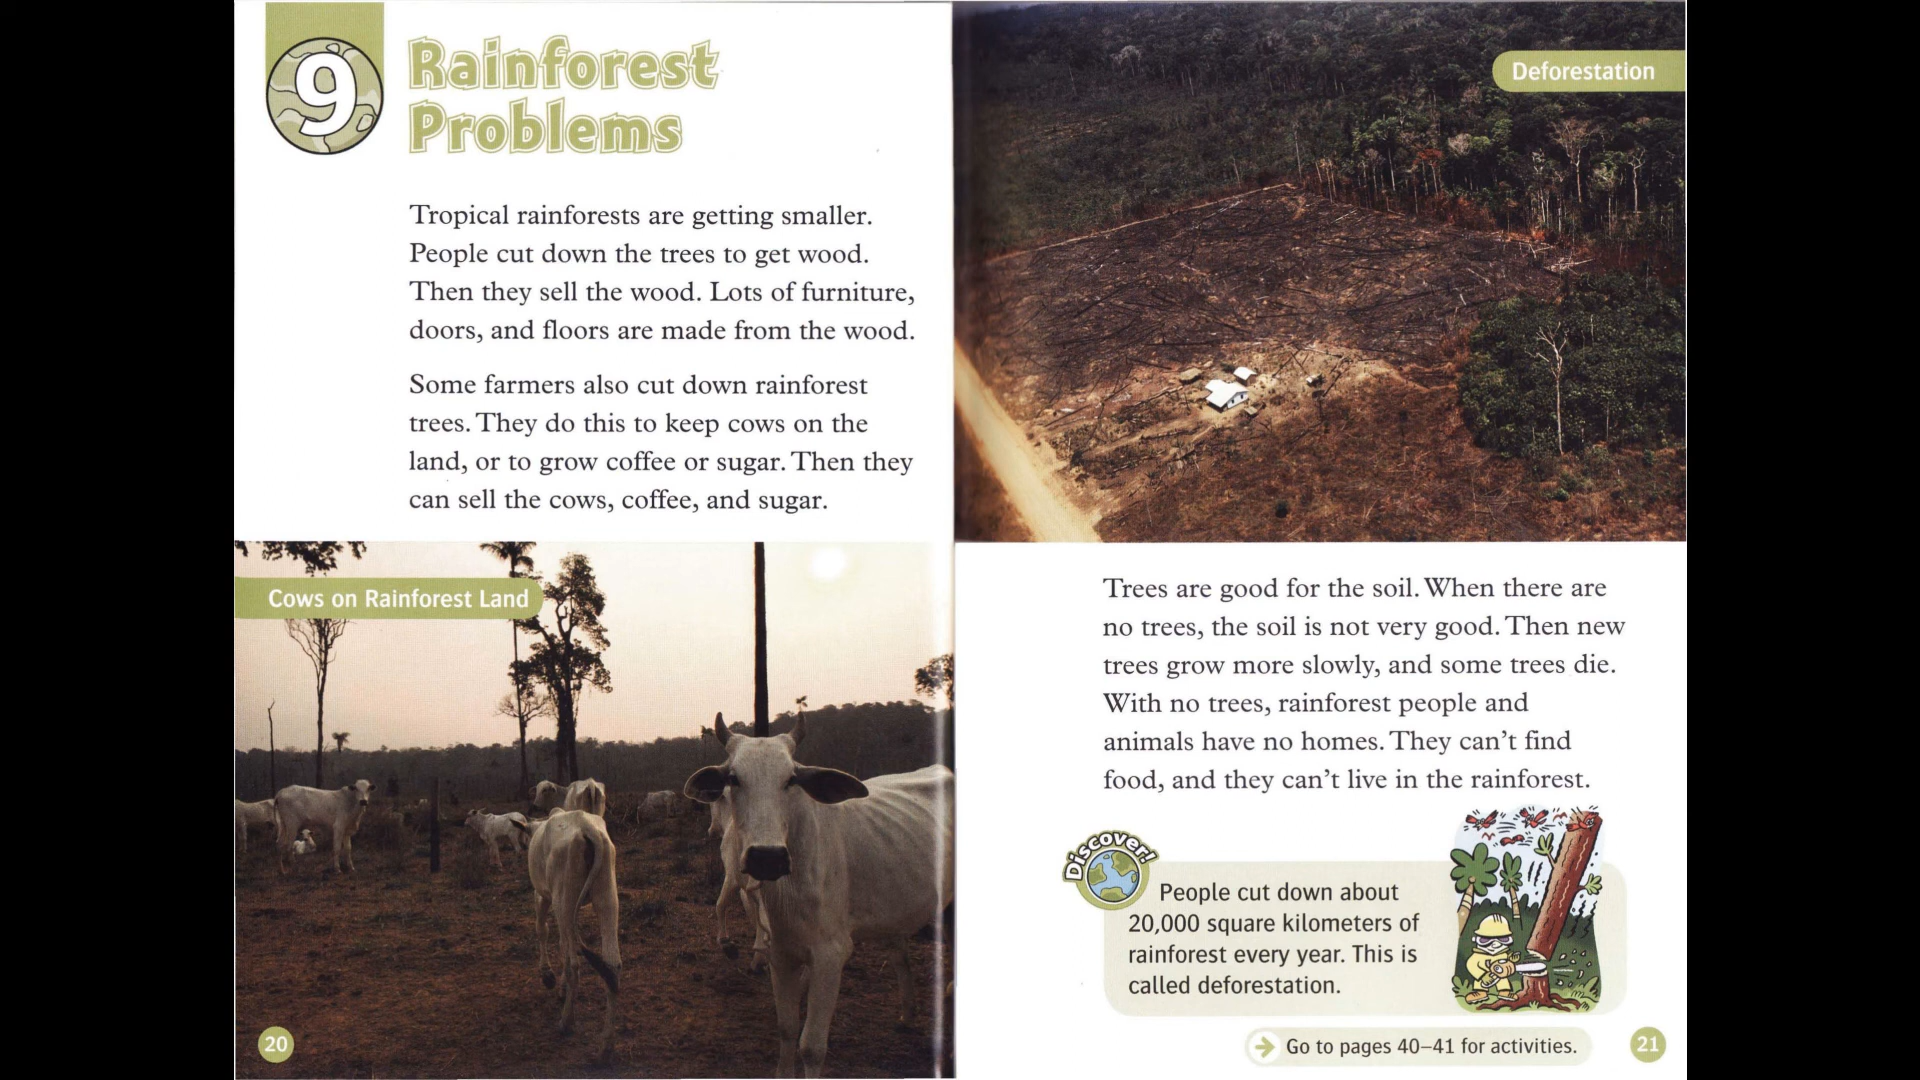 9
Rainforest
Problems
Tropical rainforests are getting smaller.
People cut down the trees to get wood.
Then they sell the wood. Lots of furniture,
doors, and floors are made from the wood.
Some farmers also cut down rainforest
trees. They do this to keep cows on the
land, or to grow coffee or sugar. Then they
can sell the cows, coffee, and sugar.
Cows on Rainforest Land
20
Deforestation
Trees are good for the soil. When there are
no trees, the soil is not very good. Then new
trees grow more slowly, and some trees die.
With no trees, rainforest people and
animals have no homes. They can't find
food, and they can't live in the rainforest.
Discover!
People cut down about
20,000 square kilometers of
rainforest every year. This is
called deforestation.
Go to pages 40–41 for activities.
21